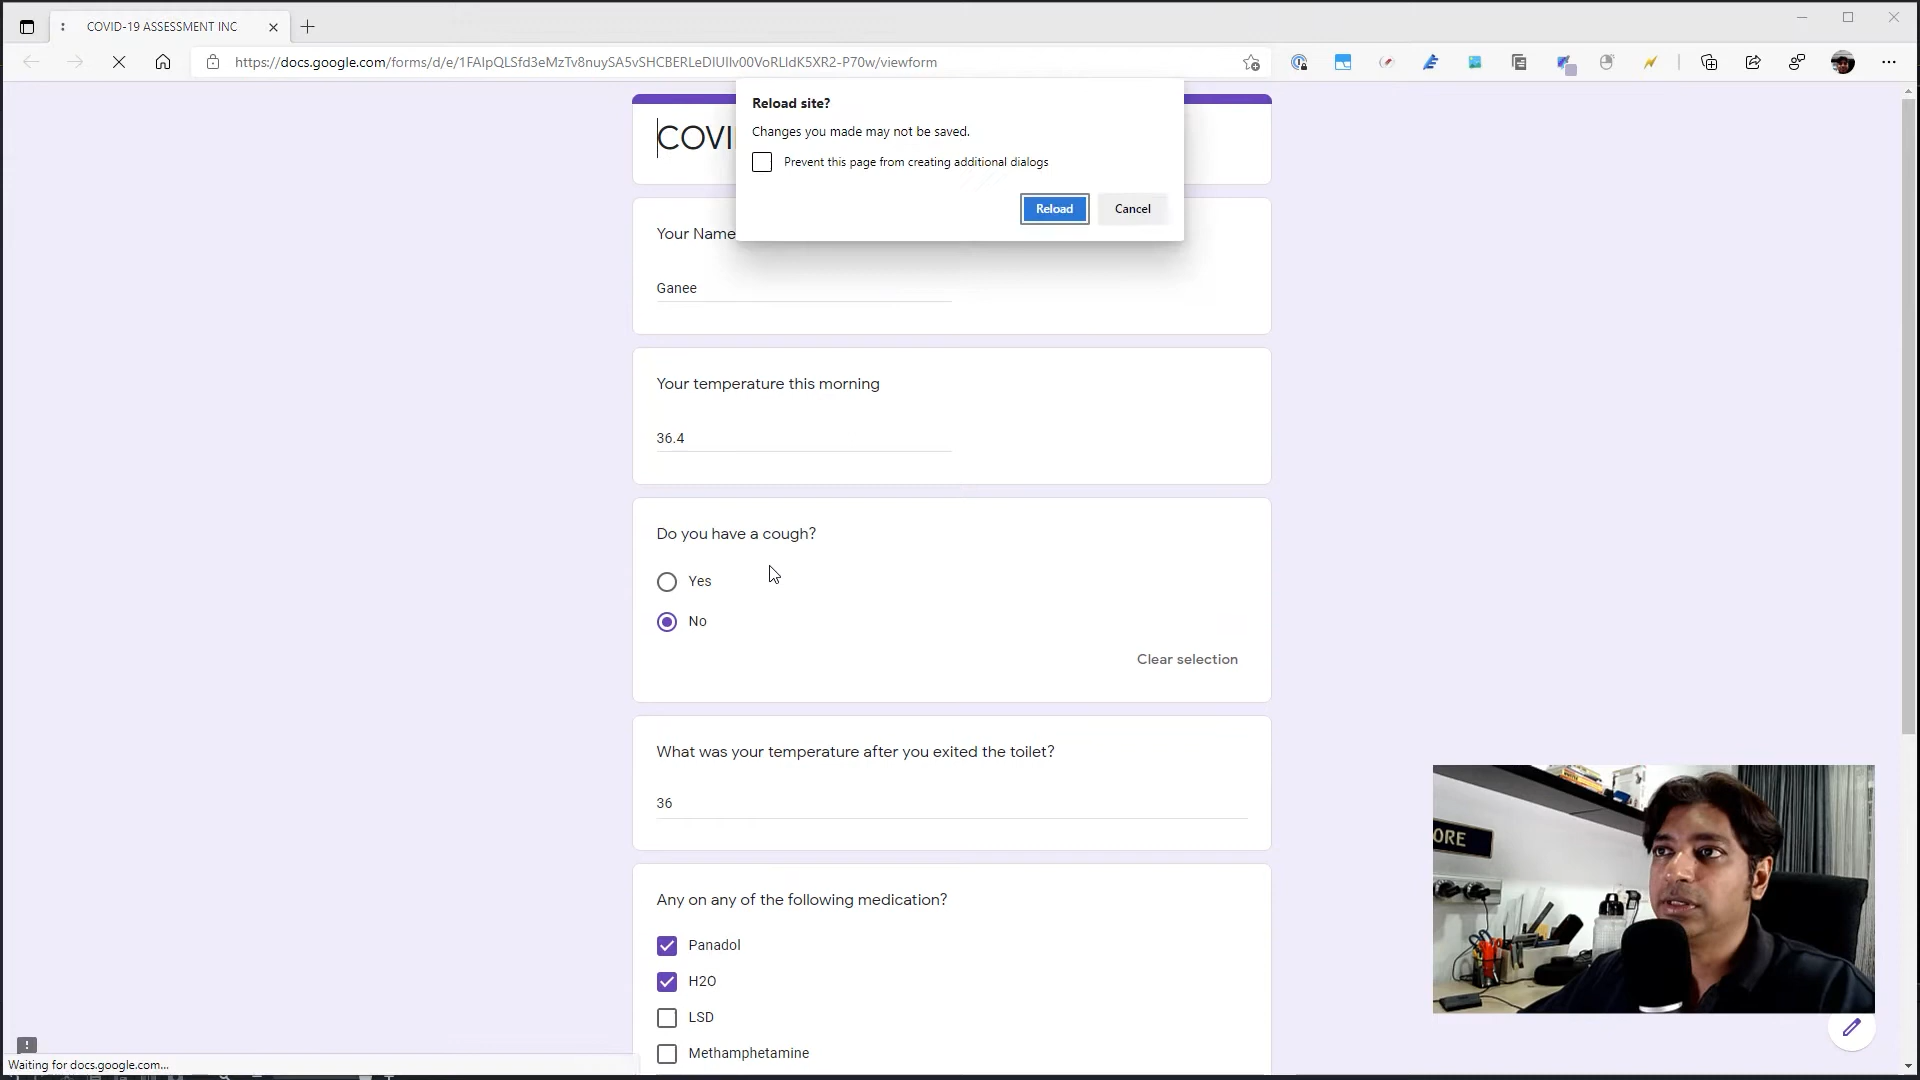 COVID-19 ASSESSMENT INC
https://docs.google.com/forms/d/e/1FAIpQLSfd3eMzTv8nuySA5vSHCBERLeDIUIlv00VoRLIdK5XR2-P70w/viewform
Reload site?
Changes you made may not be saved.
Prevent this page from creating additional dialogs
Reload
Cancel
COVI
Your Name
Ganee
Your temperature this morning
36.4
Do you have a cough?
Yes
No
Clear selection
What was your temperature after you exited the toilet?
36
Any on any of the following medication?
Panadol
H2O
LSD
Methamphetamine
ORE
Waiting for docs.google.com...